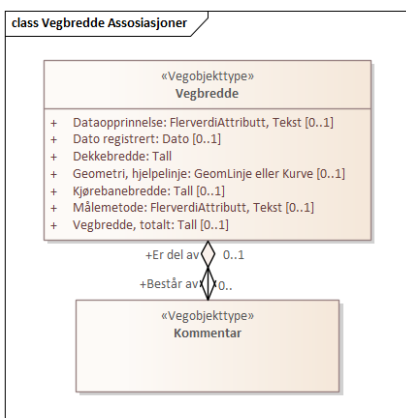 class Vegbredde Assosiasjoner
«Vegobjekttype»
Vegbredde
+ Dataopprinnelse: FlerverdiAttributt, Tekst [0..1]
+ Dato registrert: Dato [0..1]
+ Dekkebredde: Tall
+ Geometri, hjelpelinje: GeomLinje eller Kurve [0..1]
+ Kjørebanebredde: Tall [0..1]
+ Målemetode: FlerverdiAttributt, Tekst [0..1]
+ Vegbredde, totalt: Tall [0..1]
+Er del av 0..1
+Består av 0..
«Vegobjekttype»
Kommentar